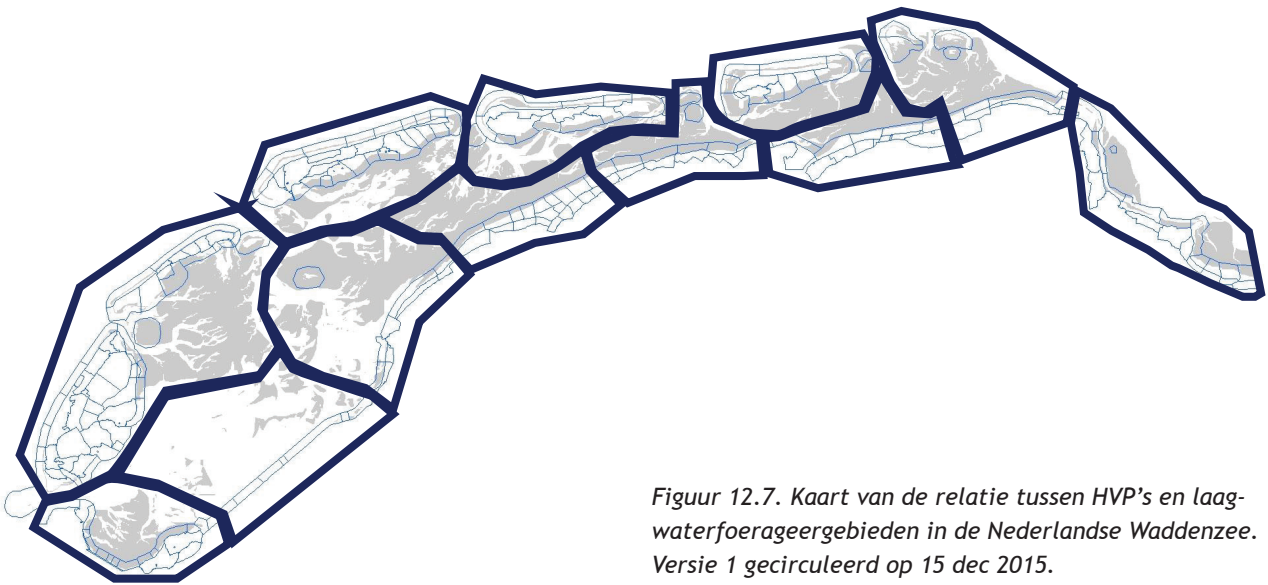 Figuur 12.7. Kaart van de relatie tussen HVP’s en laag-
waterfoerageergebieden in de Nederlandse Waddenzee.
Versie 1 gecirculeerd op 15 dec 2015.